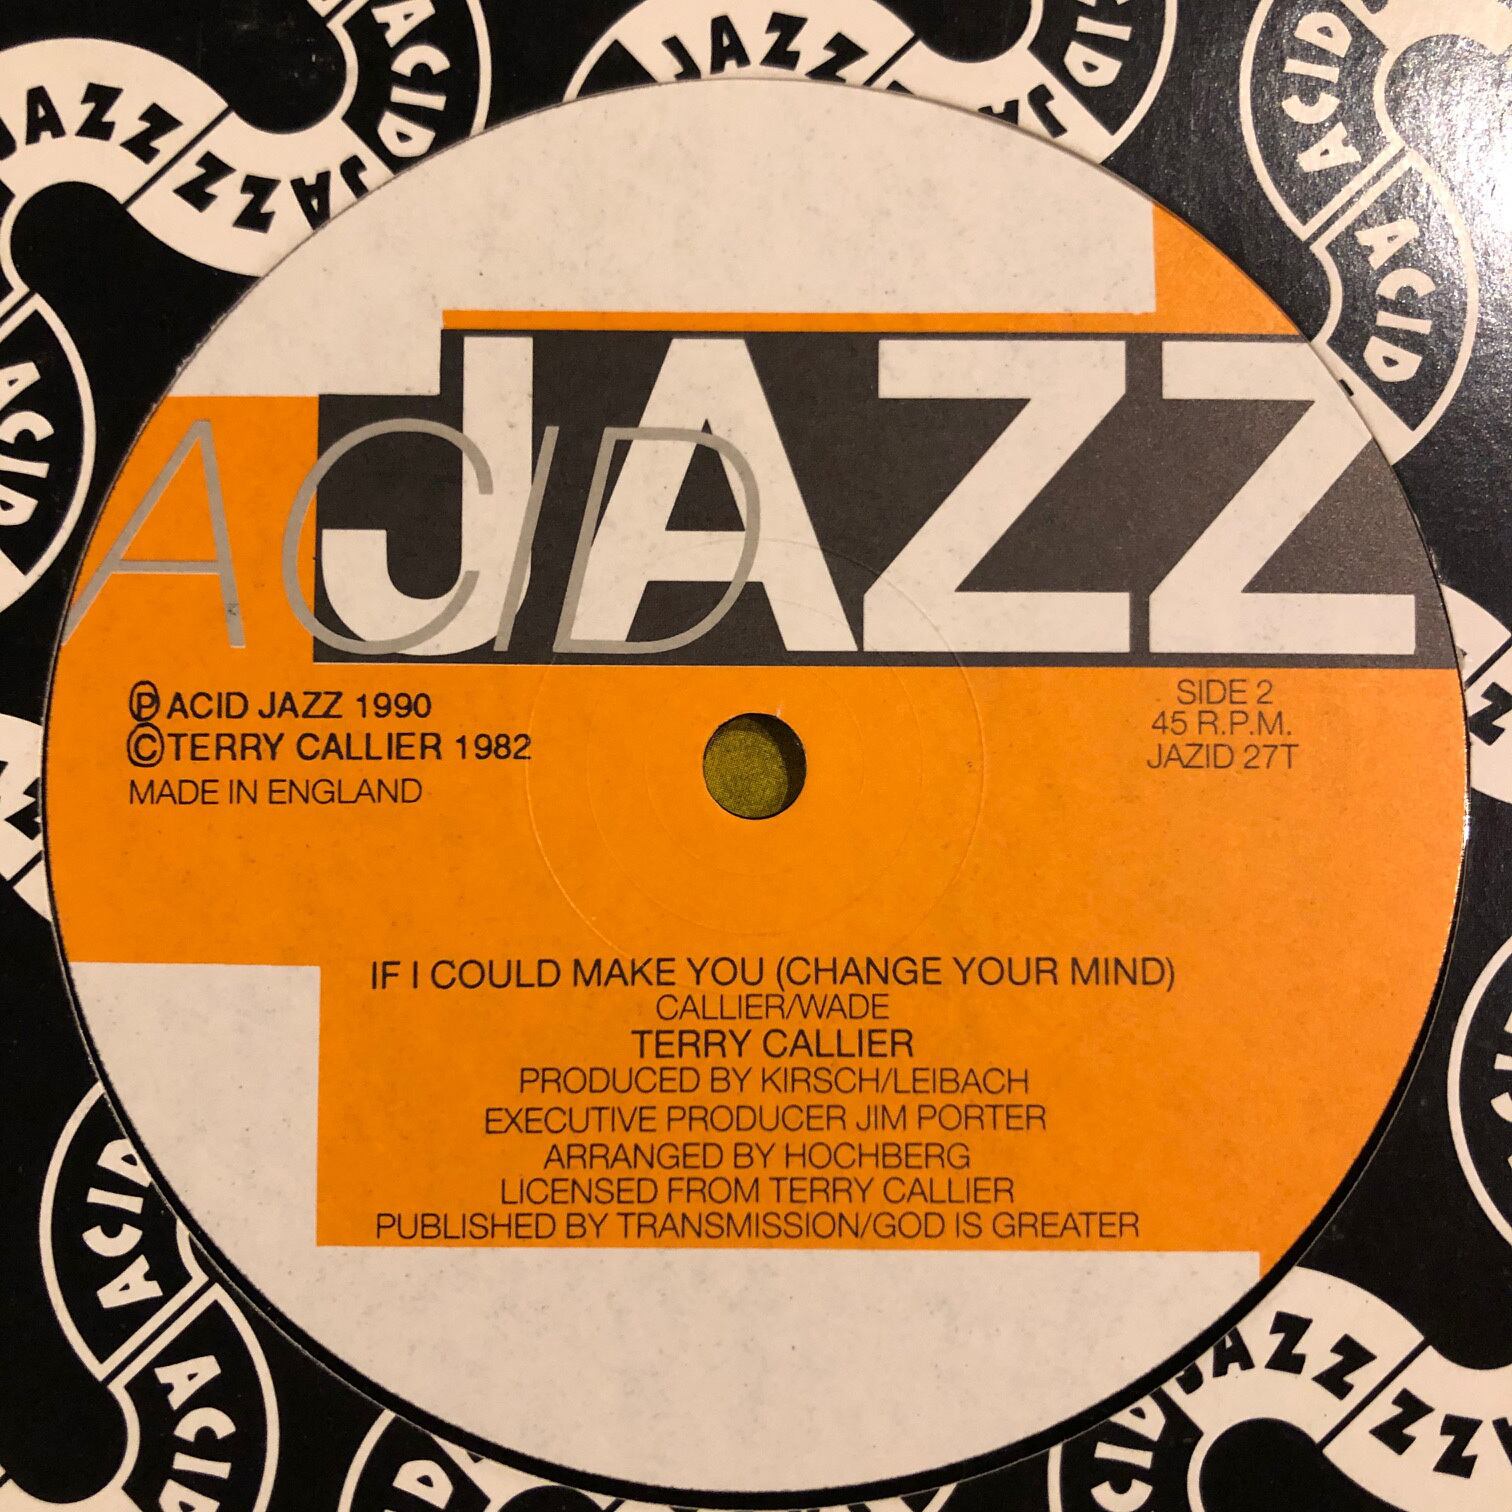 ACID JAZZ
Ⓟ ACID JAZZ 1990
© TERRY CALLIER 1982
MADE IN ENGLAND
SIDE 2
45 R.P.M.
JAZID 27T
IF I COULD MAKE YOU (CHANGE YOUR MIND)
CALLIER/WADE
TERRY CALLIER
PRODUCED BY KIRSCH/LEIBACH
EXECUTIVE PRODUCER JIM PORTER
ARRANGED BY HOCHBERG
LICENSED FROM TERRY CALLIER
PUBLISHED BY TRANSMISSION/GOD IS GREATER
JAZZ
JAZZ
ACID
JAZZ
ACID
ACID
ACID
ACID
ACID
JAZZ